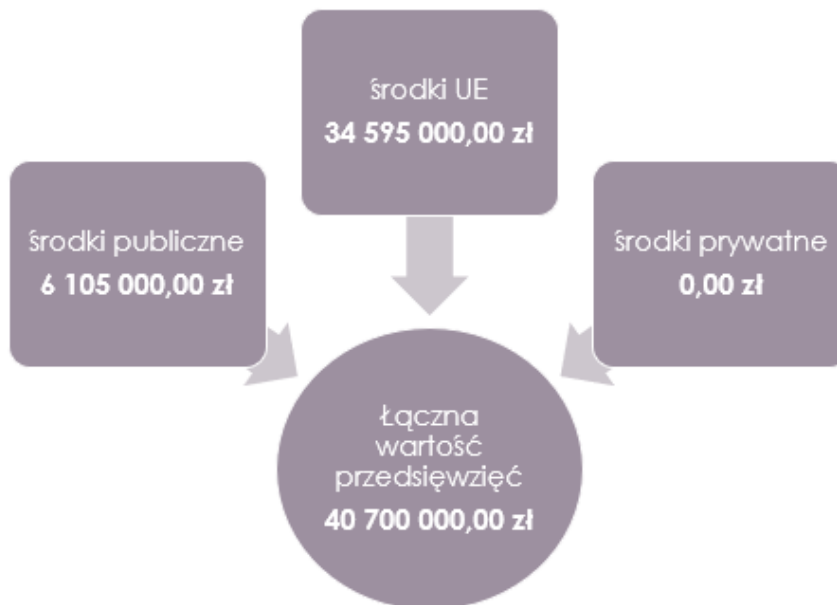 środki UE
34 595 000,00 zł
środki publiczne
6 105 000,00 zł
środki prywatne
0,00 zł
Łączna
wartość
przedsięwzięć
40 700 000,00 zł